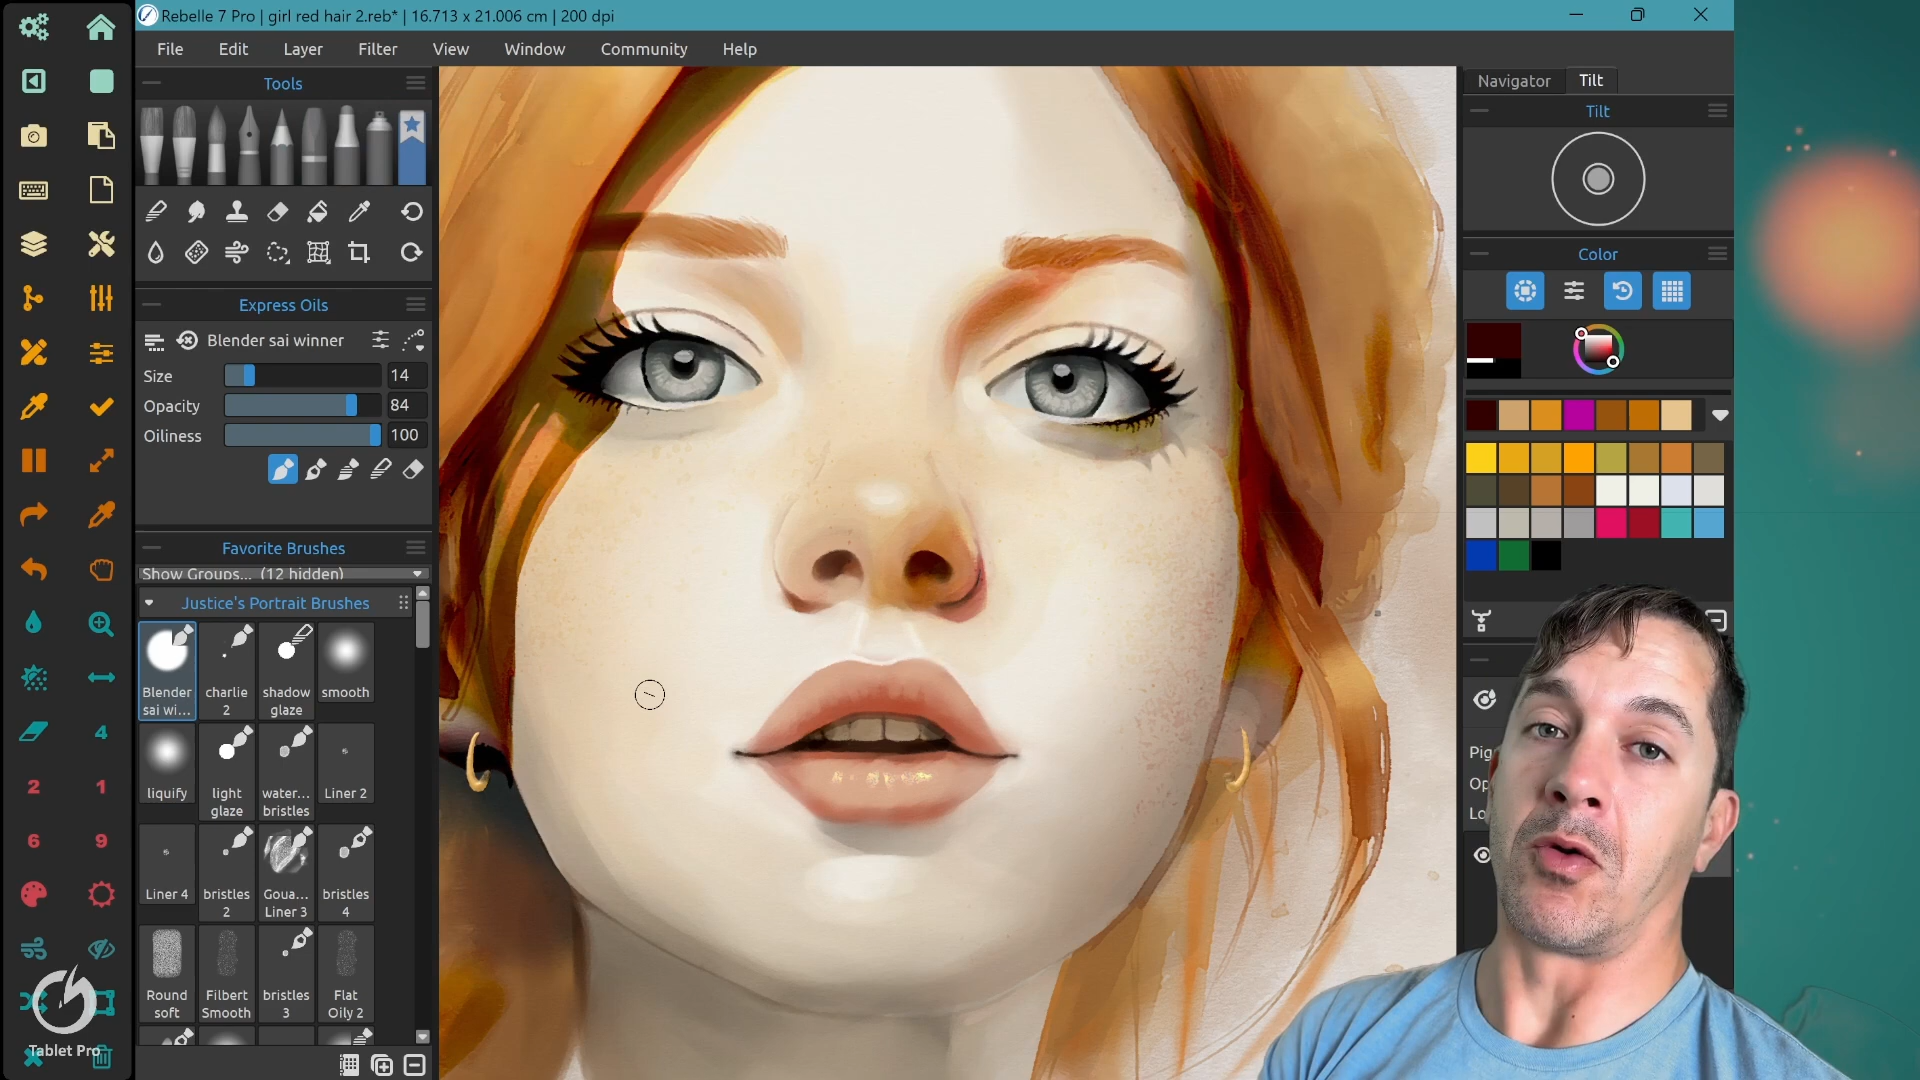 Rebelle 7 Pro | girl red hair 2.reb* | 16.713 x 21.006 cm | 200 dpi
File Edit Layer Filter View Window Community Help
Tools
Express Oils
Blender sai winner
Size 14
Opacity 84
Oiliness 100
Favorite Brushes
Show Groups... (12 hidden)
Justice's Portrait Brushes
Blender sai wi...
charlie 2
shadow glaze
smooth
liquify
light glaze
water... bristles
Liner 2
Liner 4
bristles 2
Goua... Liner 3
bristles 4
Round soft
Filbert Smooth
bristles 3
Flat Oily 2
4
2 1
6 9
Tablet Pro
Navigator Tilt
Tilt
Color